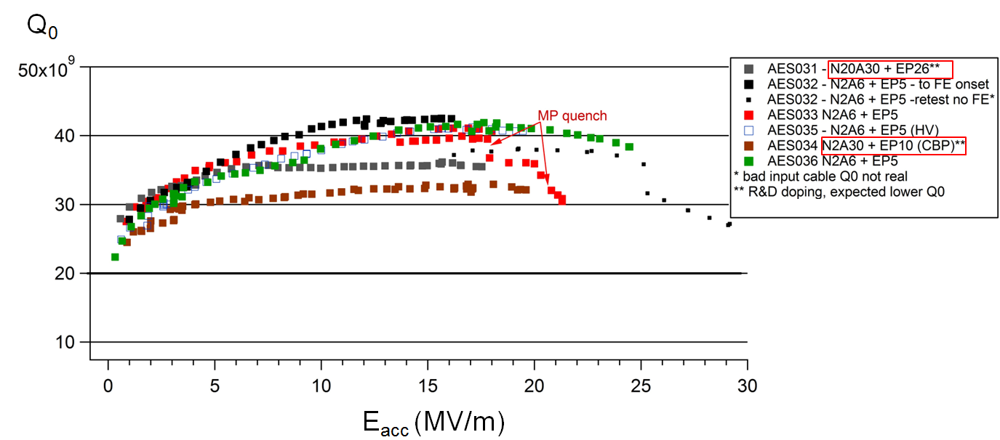 Q0
50x10^9
40
30
20
10
0 5 10 15 20 25 30
Eacc (MV/m)
MP quench
AES031 - N20A30 + EP26**
AES032 - N2A6 + EP5 - to FE onset
AES032 - N2A6 + EP5 -retest no FE*
AES033 N2A6 + EP5
AES035 - N2A6 + EP5 (HV)
AES034 N2A30 + EP10 (CBP)**
AES036 N2A6 + EP5
* bad input cable Q0 not real
** R&D doping, expected lower Q0